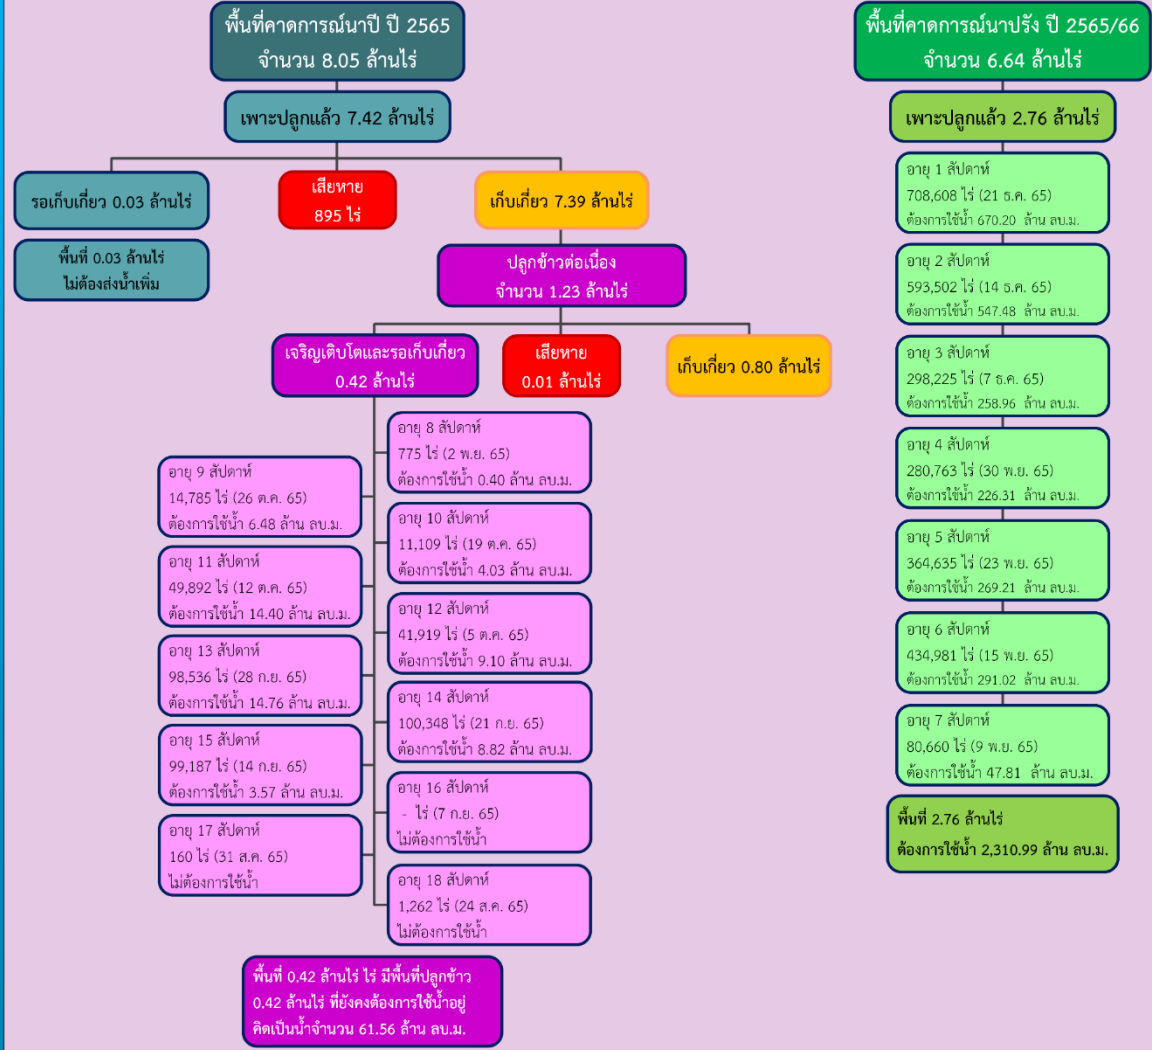 พื้นที่คาดการณ์นาปี ปี 2565
จำนวน 8.05 ล้านไร่
เพาะปลูกแล้ว 7.42 ล้านไร่
รอเก็บเกี่ยว 0.03 ล้านไร่
เสียหาย
895 ไร่
เก็บเกี่ยว 7.39 ล้านไร่
พื้นที่ 0.03 ล้านไร่
ไม่ต้องส่งน้ำเพิ่ม
ปลูกข้าวต่อเนื่อง
จำนวน 1.23 ล้านไร่
เจริญเติบโตและรอเก็บเกี่ยว
0.42 ล้านไร่
เสียหาย
0.01 ล้านไร่
เก็บเกี่ยว 0.80 ล้านไร่
อายุ 8 สัปดาห์
775 ไร่ (2 พ.ย. 65)
ต้องการใช้น้ำ 0.40 ล้าน ลบ.ม.
อายุ 9 สัปดาห์
14,785 ไร่ (26 ต.ค. 65)
ต้องการใช้น้ำ 6.48 ล้าน ลบ.ม.
อายุ 10 สัปดาห์
11,109 ไร่ (19 ต.ค. 65)
ต้องการใช้น้ำ 4.03 ล้าน ลบ.ม.
อายุ 11 สัปดาห์
49,892 ไร่ (12 ต.ค. 65)
ต้องการใช้น้ำ 14.40 ล้าน ลบ.ม.
อายุ 12 สัปดาห์
41,919 ไร่ (5 ต.ค. 65)
ต้องการใช้น้ำ 9.10 ล้าน ลบ.ม.
อายุ 13 สัปดาห์
98,536 ไร่ (28 ก.ย. 65)
ต้องการใช้น้ำ 14.76 ล้าน ลบ.ม.
อายุ 14 สัปดาห์
100,348 ไร่ (21 ก.ย. 65)
ต้องการใช้น้ำ 8.82 ล้าน ลบ.ม.
อายุ 15 สัปดาห์
99,187 ไร่ (14 ก.ย. 65)
ต้องการใช้น้ำ 3.57 ล้าน ลบ.ม.
อายุ 16 สัปดาห์
- ไร่ (7 ก.ย. 65)
ไม่ต้องการใช้น้ำ
อายุ 17 สัปดาห์
160 ไร่ (31 ส.ค. 65)
ไม่ต้องการใช้น้ำ
อายุ 18 สัปดาห์
1,262 ไร่ (24 ส.ค. 65)
ไม่ต้องการใช้น้ำ
พื้นที่ 0.42 ล้านไร่ ไร่ มีพื้นที่ปลูกข้าว
0.42 ล้านไร่ ที่ยังคงต้องการใช้น้ำอยู่
คิดเป็นน้ำจำนวน 61.56 ล้าน ลบ.ม.
พื้นที่คาดการณ์นาปรัง ปี 2565/66
จำนวน 6.64 ล้านไร่
เพาะปลูกแล้ว 2.76 ล้านไร่
อายุ 1 สัปดาห์
708,608 ไร่ (21 ธ.ค. 65)
ต้องการใช้น้ำ 670.20 ล้าน ลบ.ม.
อายุ 2 สัปดาห์
593,502 ไร่ (14 ธ.ค. 65)
ต้องการใช้น้ำ 547.48 ล้าน ลบ.ม.
อายุ 3 สัปดาห์
298,225 ไร่ (7 ธ.ค. 65)
ต้องการใช้น้ำ 258.96 ล้าน ลบ.ม.
อายุ 4 สัปดาห์
280,763 ไร่ (30 พ.ย. 65)
ต้องการใช้น้ำ 226.31 ล้าน ลบ.ม.
อายุ 5 สัปดาห์
364,635 ไร่ (23 พ.ย. 65)
ต้องการใช้น้ำ 269.21 ล้าน ลบ.ม.
อายุ 6 สัปดาห์
434,981 ไร่ (15 พ.ย. 65)
ต้องการใช้น้ำ 291.02 ล้าน ลบ.ม.
อายุ 7 สัปดาห์
80,660 ไร่ (9 พ.ย. 65)
ต้องการใช้น้ำ 47.81 ล้าน ลบ.ม.
พื้นที่ 2.76 ล้านไร่
ต้องการใช้น้ำ 2,310.99 ล้าน ลบ.ม.